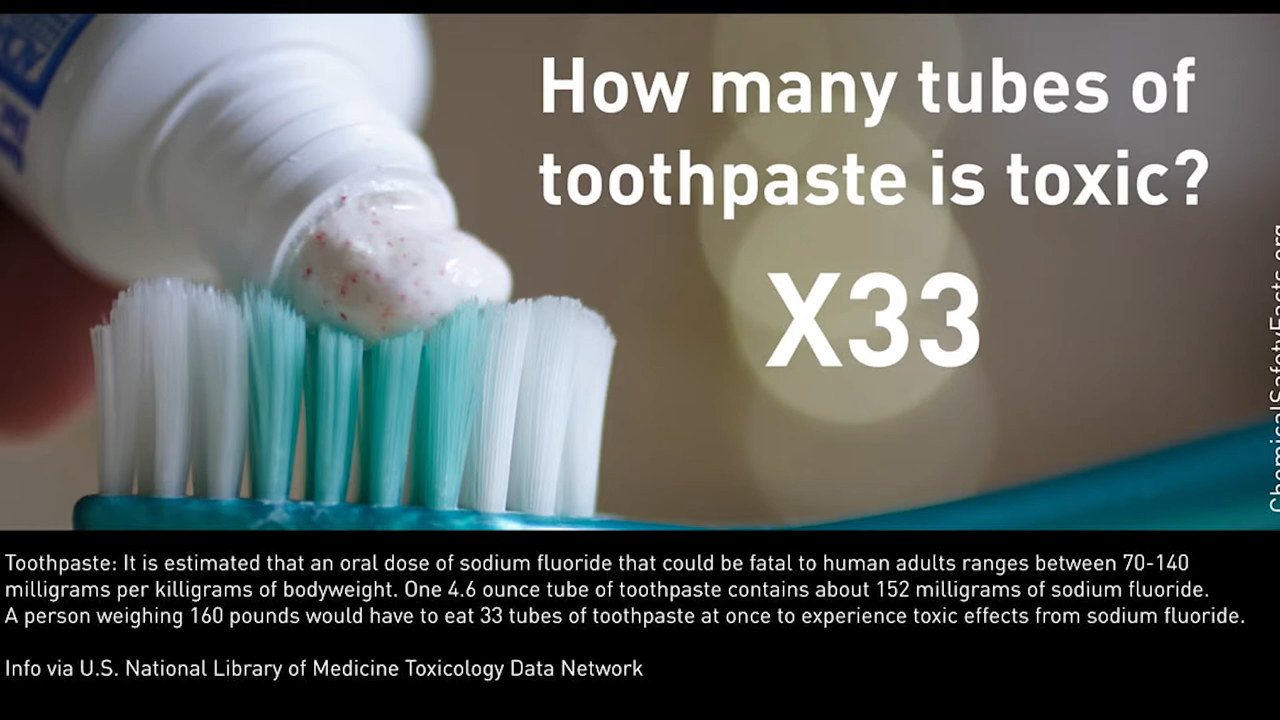 How many tubes of
toothpaste is toxic?
X33
ChemicalSafetyFacts.org
Toothpaste: It is estimated that an oral dose of sodium fluoride that could be fatal to human adults ranges between 70-140
milligrams per killigrams of bodyweight. One 4.6 ounce tube of toothpaste contains about 152 milligrams of sodium fluoride.
A person weighing 160 pounds would have to eat 33 tubes of toothpaste at once to experience toxic effects from sodium fluoride.
Info via U.S. National Library of Medicine Toxicology Data Network